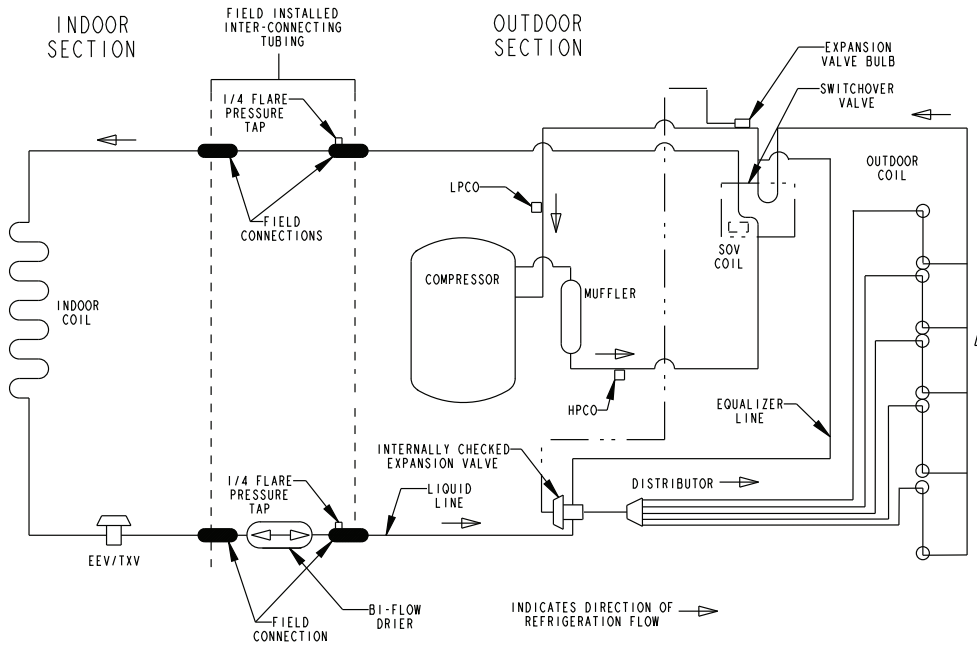 INDOOR
SECTION
FIELD INSTALLED
INTER-CONNECTING
TUBING
OUTDOOR
SECTION
EXPANSION
VALVE BULB
SWITCHOVER
VALVE
1/4 FLARE
PRESSURE
TAP
OUTDOOR
COIL
LPCO
FIELD
CONNECTIONS
SOV
COIL
COMPRESSOR
MUFFLER
INDOOR
COIL
HPCO
EQUALIZER
LINE
INTERNALLY CHECKED
EXPANSION VALVE
1/4 FLARE
PRESSURE
TAP
LIQUID
LINE
DISTRIBUTOR
EEV/TXV
BI-FLOW
DRIER
FIELD
CONNECTION
INDICATES DIRECTION OF
REFRIGERATION FLOW